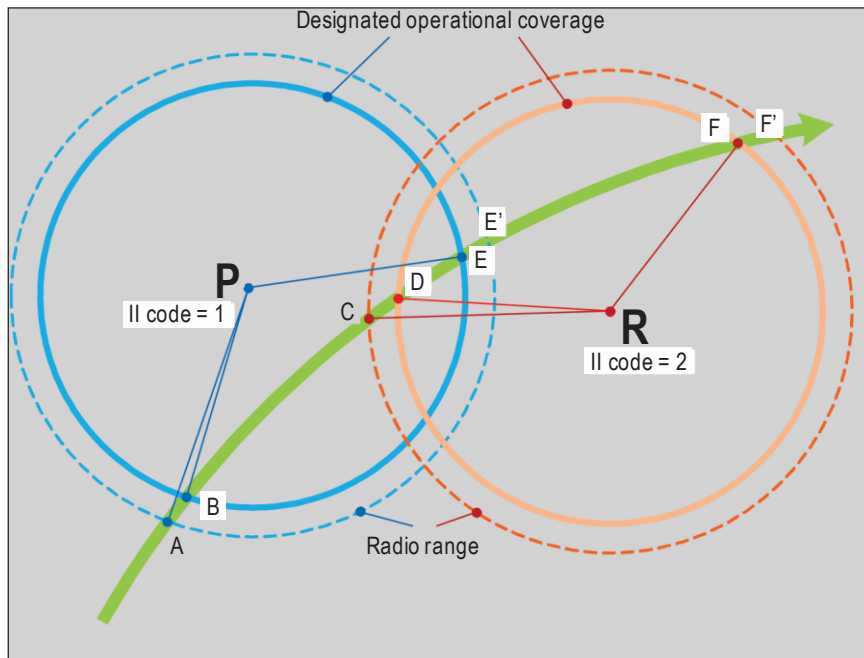 Designated operational coverage
F
F'
E'
E
P
D
II code = 1
C
R
II code = 2
B
A
Radio range